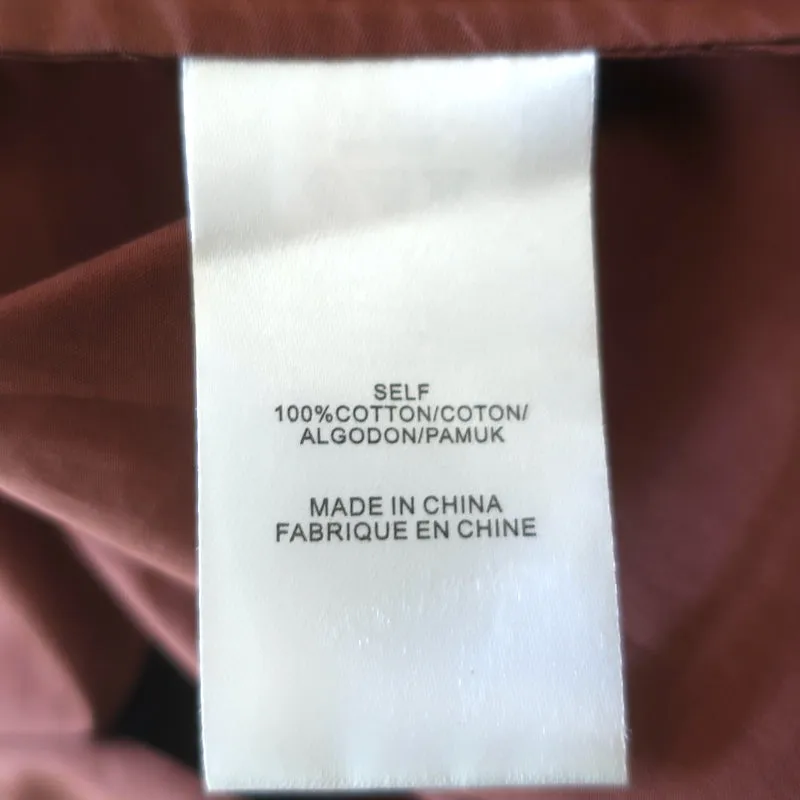 SELF
100%COTTON/COTON/
ALGODON/PAMUK
MADE IN CHINA
FABRIQUE EN CHINE